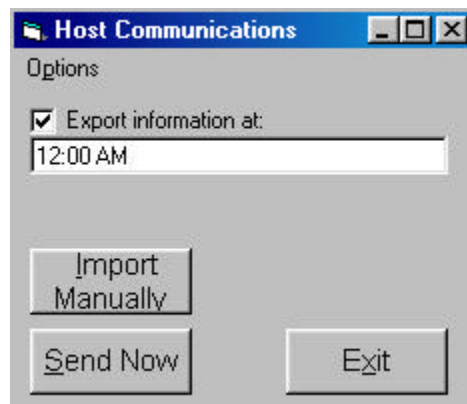 Host Communications
Options
Export information at:
12:00 AM
Import
Manually
Send Now
Exit